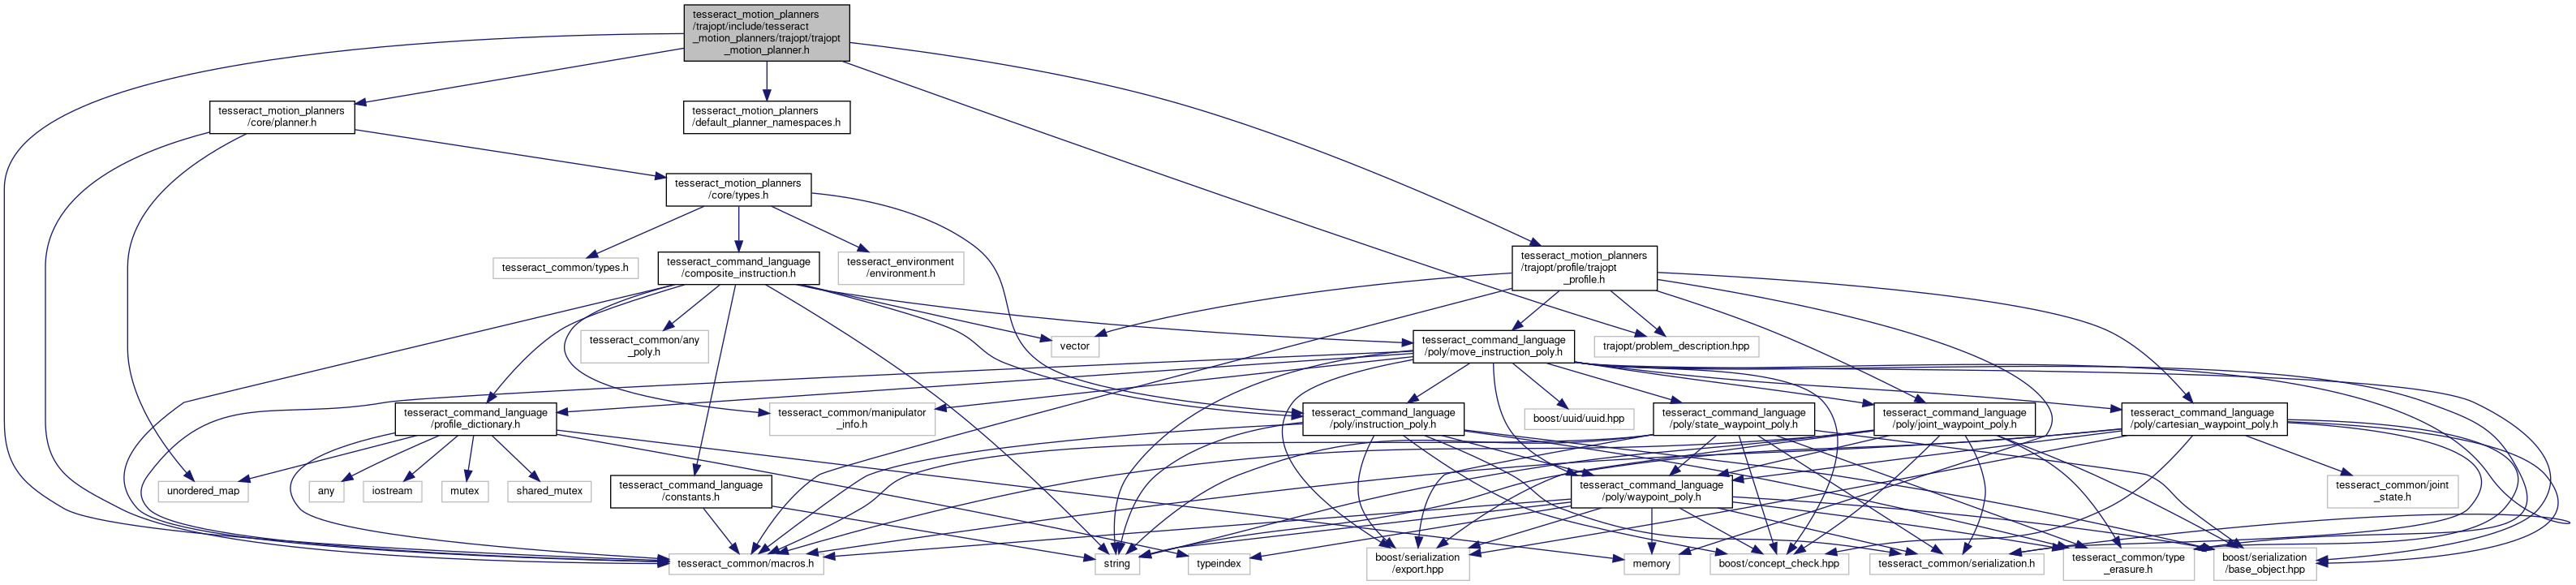 tesseract_motion_planners
/trajopt/include/tesseract
_motion_planners/trajopt/trajopt
_motion_planner.h
tesseract_motion_planners
/core/planner.h
tesseract_motion_planners
/default_planner_namespaces.h
tesseract_motion_planners
/core/types.h
tesseract_common/types.h
tesseract_command_language
/composite_instruction.h
tesseract_environment
/environment.h
tesseract_motion_planners
/trajopt/profile/trajopt
_profile.h
tesseract_common/any
_poly.h
vector
tesseract_command_language
/poly/move_instruction_poly.h
trajopt/problem_description.hpp
tesseract_command_language
/profile_dictionary.h
tesseract_common/manipulator
_info.h
tesseract_command_language
/poly/instruction_poly.h
boost/uuid/uuid.hpp
tesseract_command_language
/poly/state_waypoint_poly.h
tesseract_command_language
/poly/joint_waypoint_poly.h
tesseract_command_language
/poly/cartesian_waypoint_poly.h
unordered_map
any
iostream
mutex
shared_mutex
tesseract_command_language
/constants.h
tesseract_command_language
/poly/waypoint_poly.h
tesseract_common/joint
_state.h
tesseract_common/macros.h
string
typeindex
boost/serialization
/export.hpp
memory
boost/concept_check.hpp
tesseract_common/serialization.h
tesseract_common/type
_erasure.h
boost/serialization
/base_object.hpp